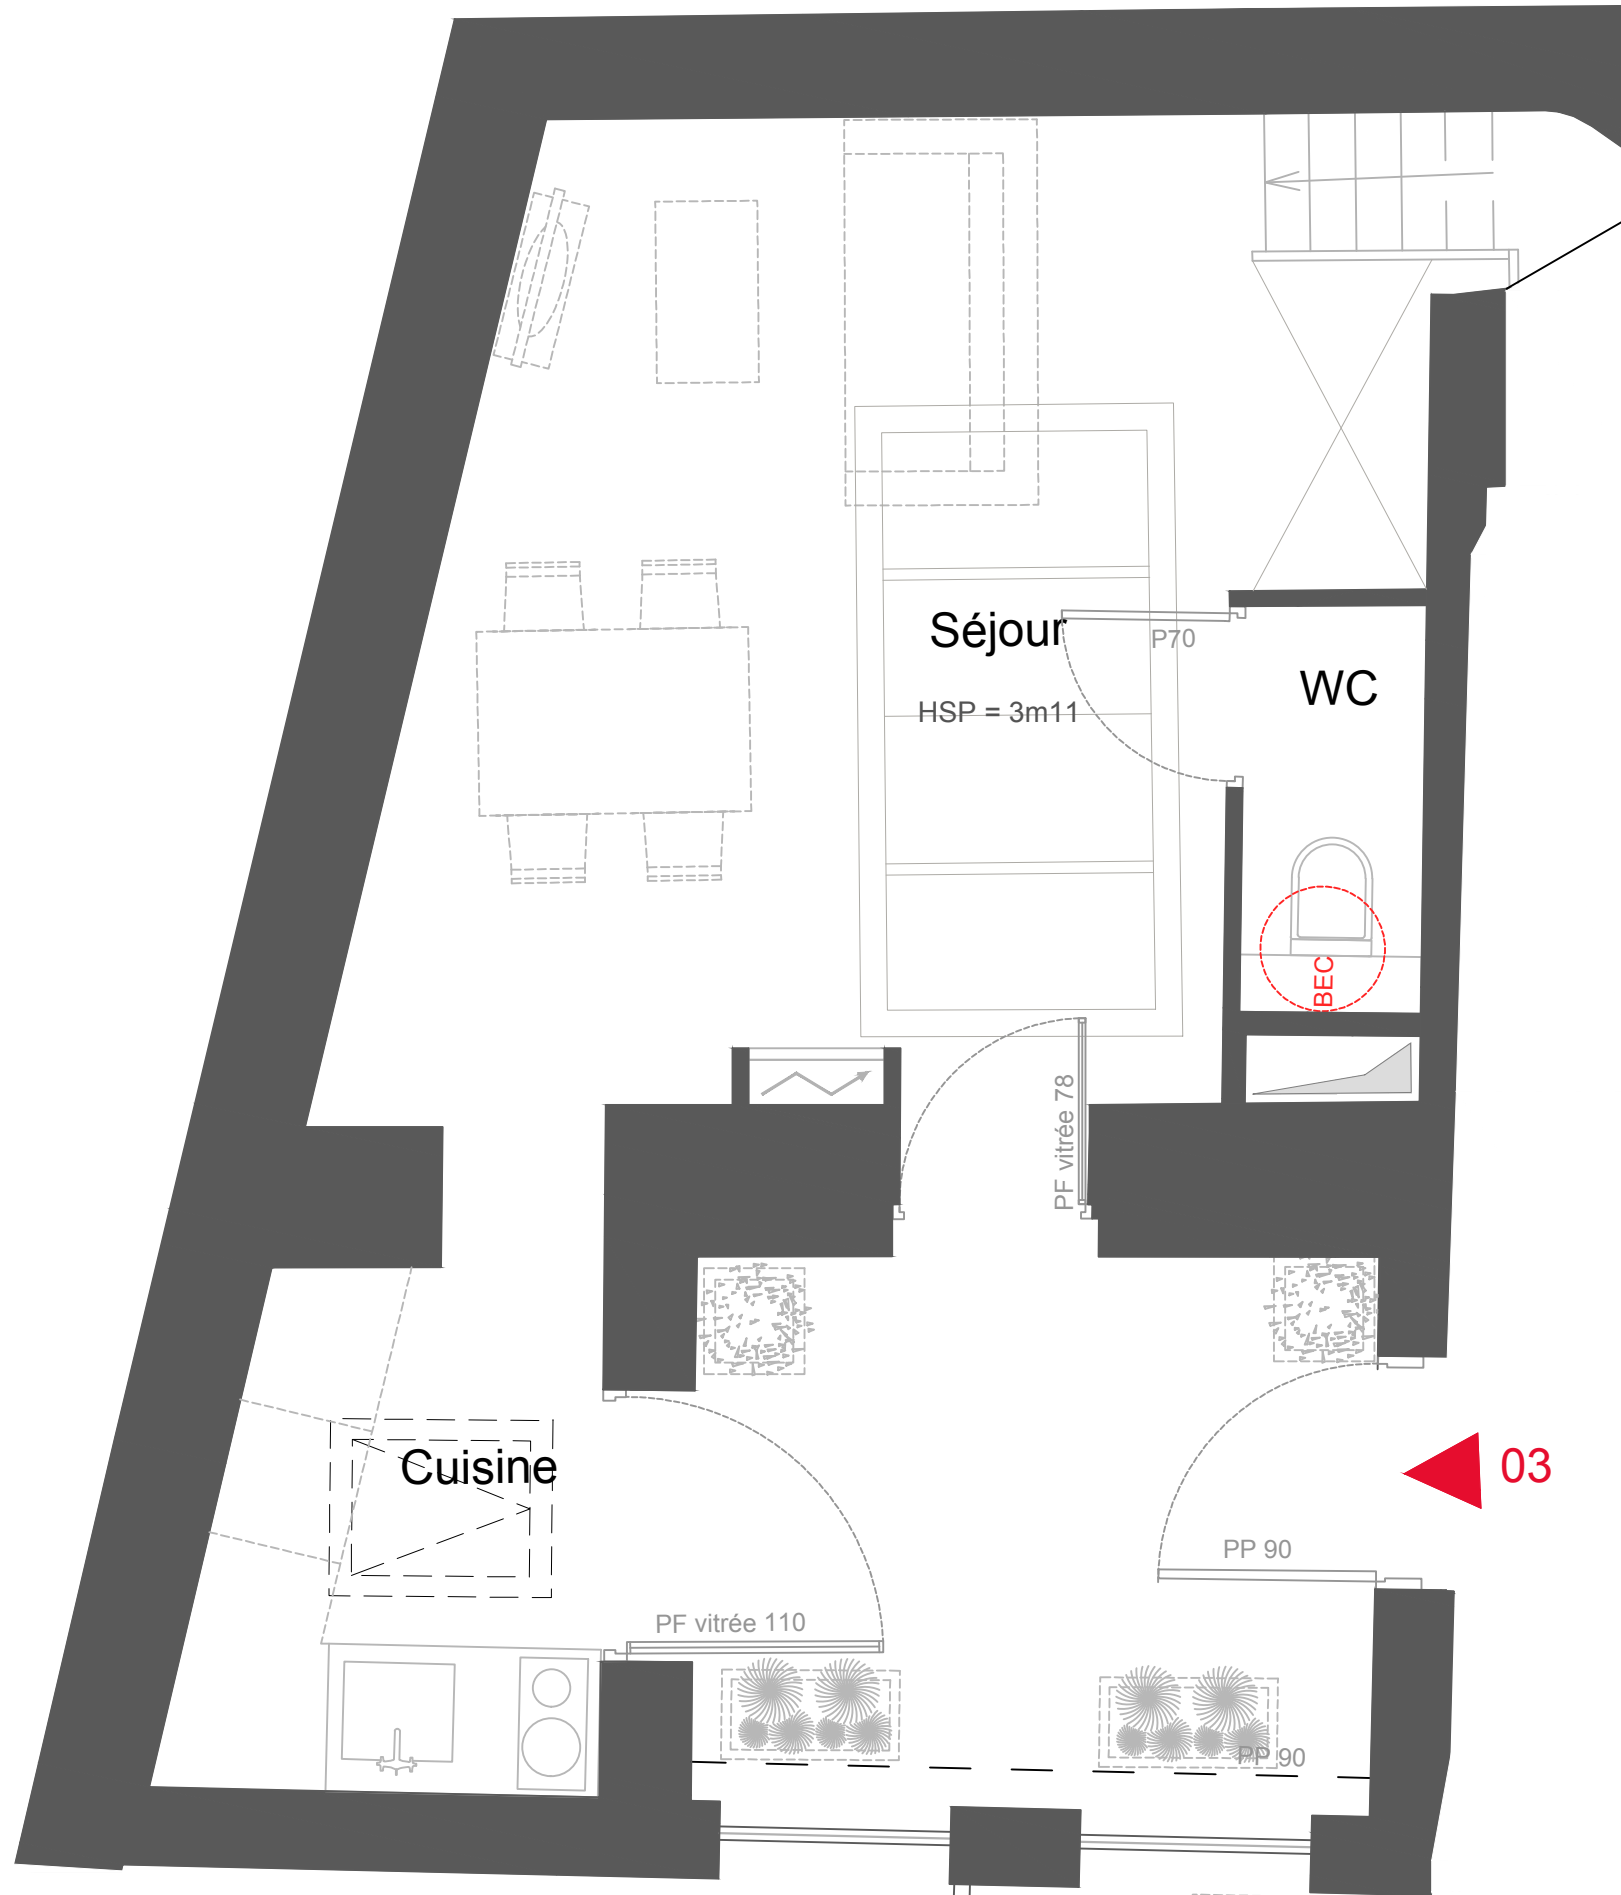 Séjour
P70
WC
HSP = 3m11
BEC
PF vitrée 78
Cuisine
03
PP 90
PF vitrée 110
PP 90